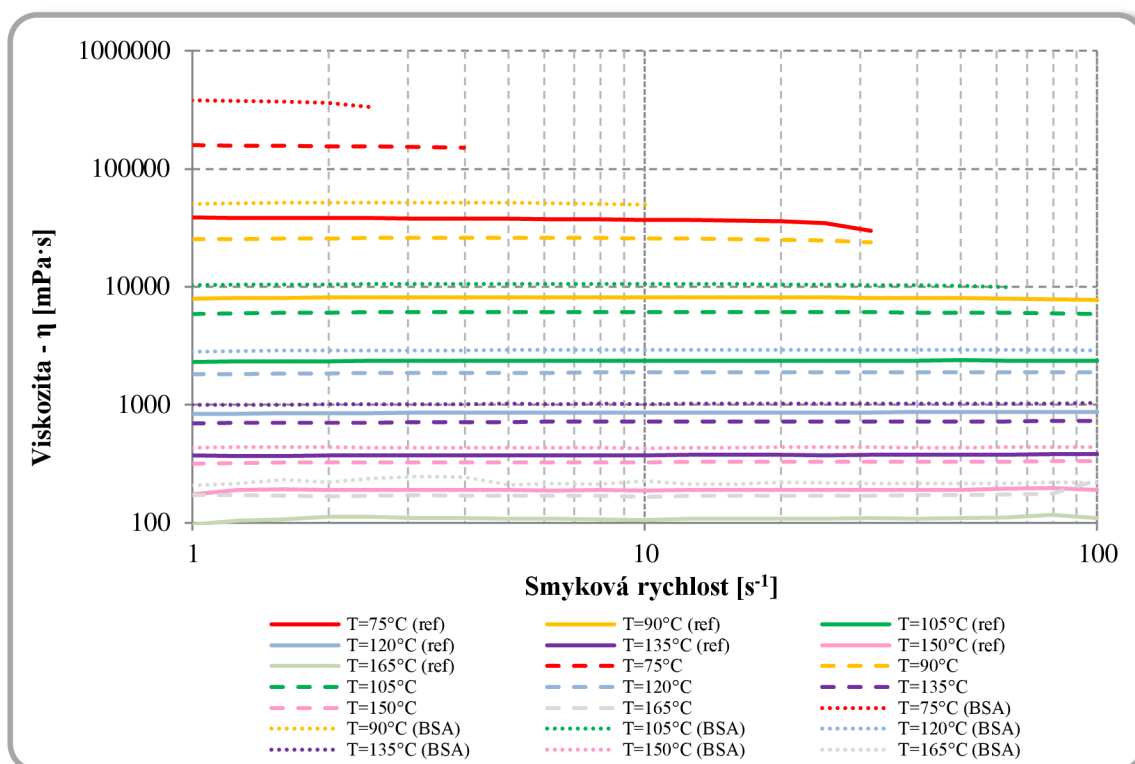 1000000
100000
10000
1000
100
Viskozita - η [mPa·s]
1 10 100
Smyková rychlost [s⁻¹]
T=75°C (ref) T=90°C (ref) T=105°C (ref)
T=120°C (ref) T=135°C (ref) T=150°C (ref)
T=165°C (ref) T=75°C T=90°C
T=105°C T=120°C T=135°C
T=150°C T=165°C T=75°C (BSA)
T=90°C (BSA) T=105°C (BSA) T=120°C (BSA)
T=135°C (BSA) T=150°C (BSA) T=165°C (BSA)